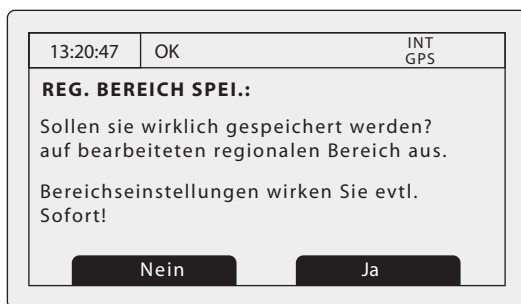 13:20:47 OK INT
GPS
REG. BEREICH SPEI.:
Sollen sie wirklich gespeichert werden?
auf bearbeiteten regionalen Bereich aus.
Bereichseinstellungen wirken Sie evtl.
Sofort!
Nein Ja